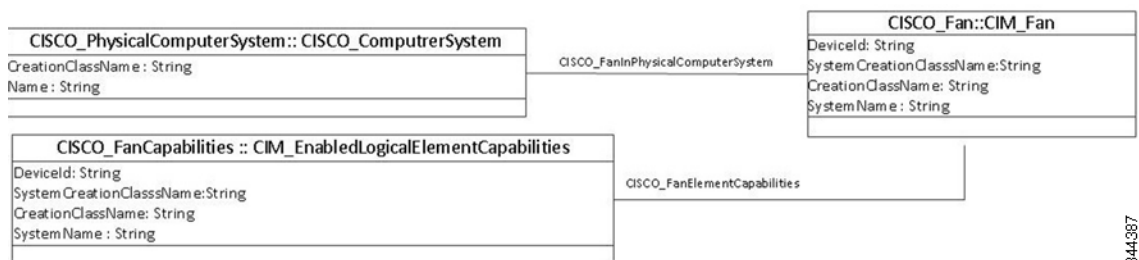 CISCO_PhysicalComputerSystem:: CISCO_ComputrerSystem
CreationClassName : String
Name : String
CISCO_FanInPhysicalComputerSystem
CISCO_Fan::CIM_Fan
DeviceId: String
SystemCreationClasssName:String
CreationClassName: String
SystemName : String
CISCO_FanCapabilities :: CIM_EnabledLogicalElementCapabilities
DeviceId: String
SystemCreationClasssName:String
CreationClassName: String
SystemName : String
CISCO_FanElementCapabilities
344387